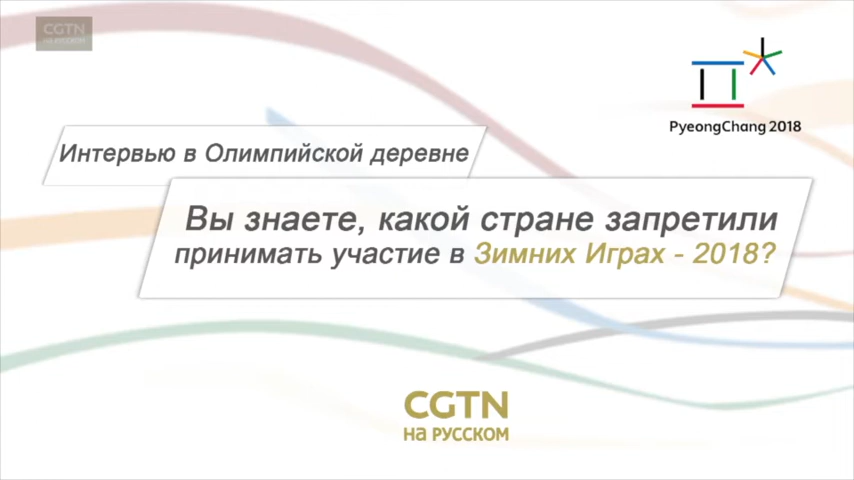 CGTN
НА РУССКОМ
PyeongChang 2018
Интервью в Олимпийской деревне
Вы знаете, какой стране запретили
принимать участие в Зимних Играх - 2018?
CGTN
НА РУССКОМ